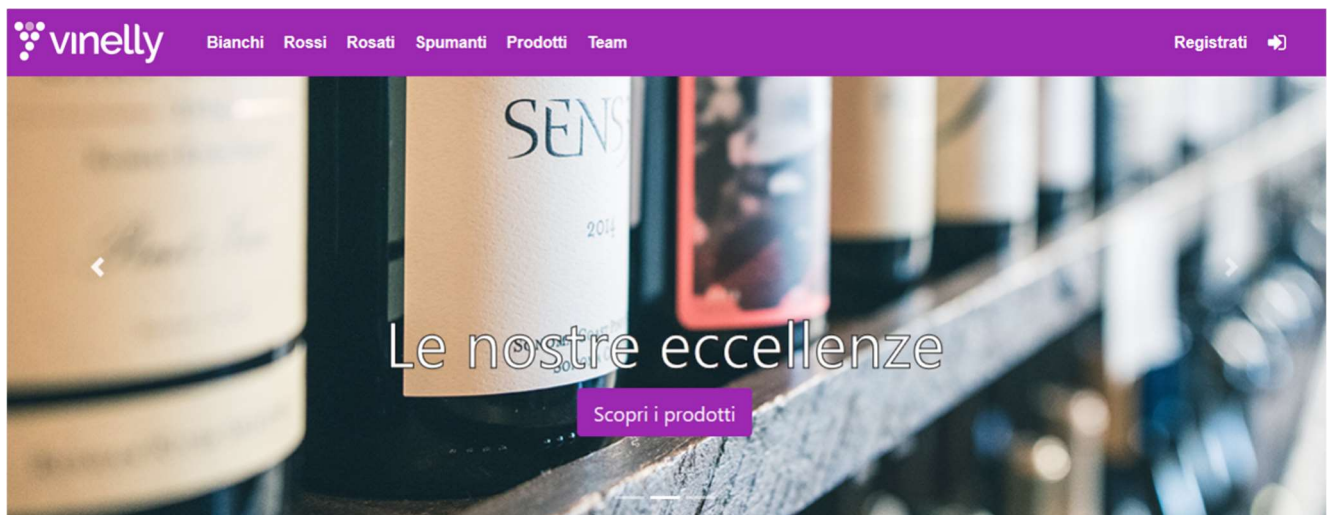 vinelly Bianchi Rossi Rosati Spumanti Prodotti Team Registrati
SENS
2014
Le nostre eccellenze
Scopri i prodotti